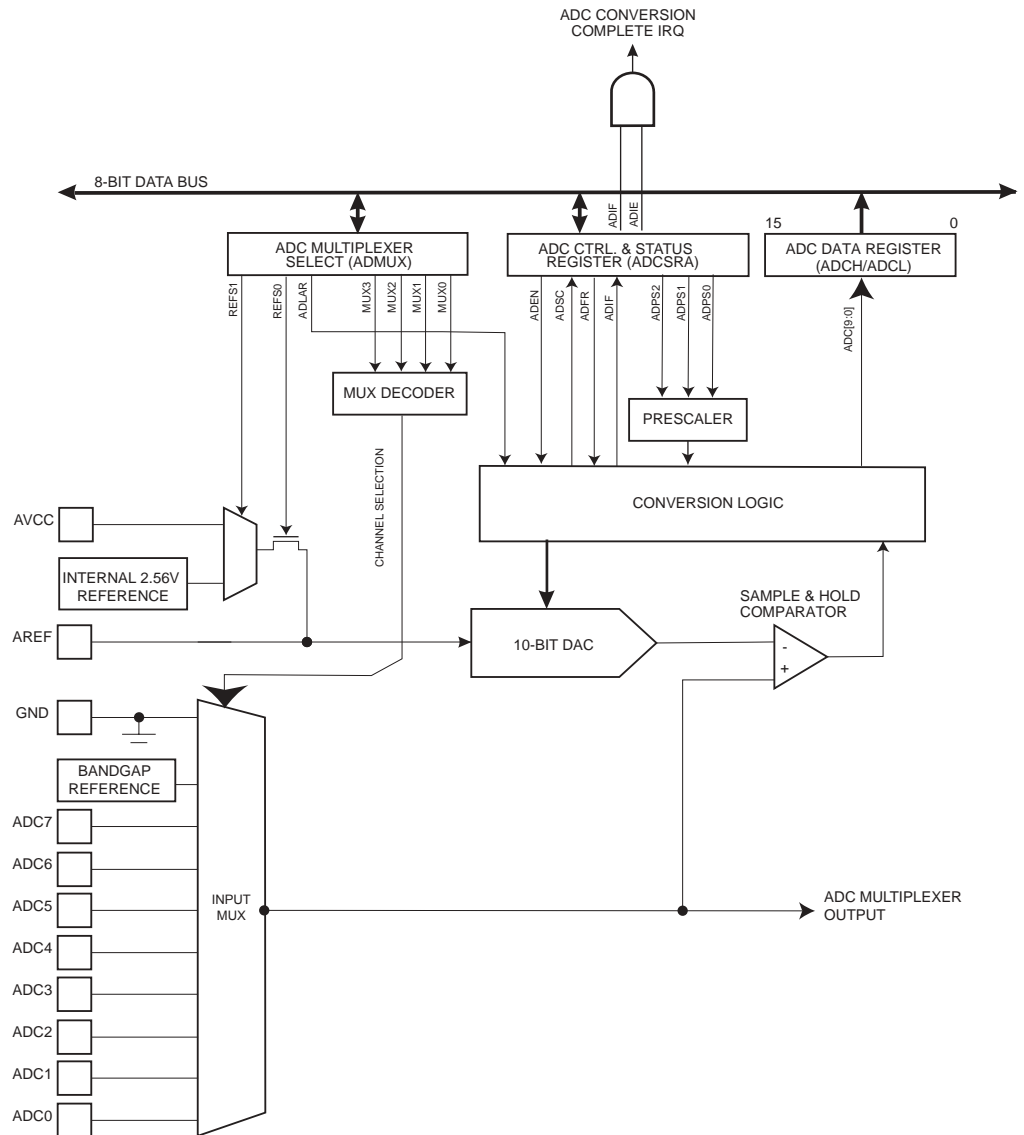 ADC CONVERSION
COMPLETE IRQ
8-BIT DATA BUS
ADIF
ADIE
15
0
ADC MULTIPLEXER
SELECT (ADMUX)
ADC CTRL. & STATUS
REGISTER (ADCSRA)
ADC DATA REGISTER
(ADCH/ADCL)
REFS1
REFS0
ADLAR
MUX3
MUX2
MUX1
MUX0
ADEN
ADSC
ADFR
ADIF
ADPS2
ADPS1
ADPS0
ADC[9:0]
MUX DECODER
PRESCALER
CHANNEL SELECTION
CONVERSION LOGIC
AVCC
INTERNAL 2.56V
REFERENCE
SAMPLE & HOLD
COMPARATOR
AREF
10-BIT DAC
-
+
GND
BANDGAP
REFERENCE
ADC7
ADC6
ADC5
INPUT
MUX
ADC MULTIPLEXER
OUTPUT
ADC4
ADC3
ADC2
ADC1
ADC0